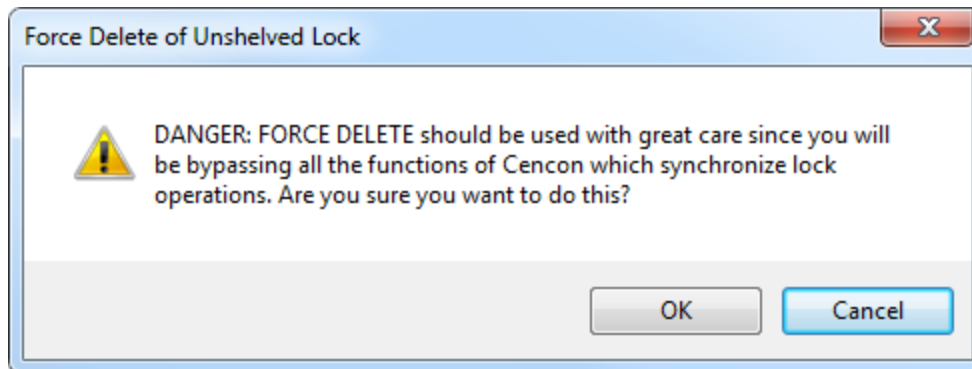 Force Delete of Unshelved Lock
DANGER: FORCE DELETE should be used with great care since you will
be bypassing all the functions of Cencon which synchronize lock
operations. Are you sure you want to do this?
OK
Cancel